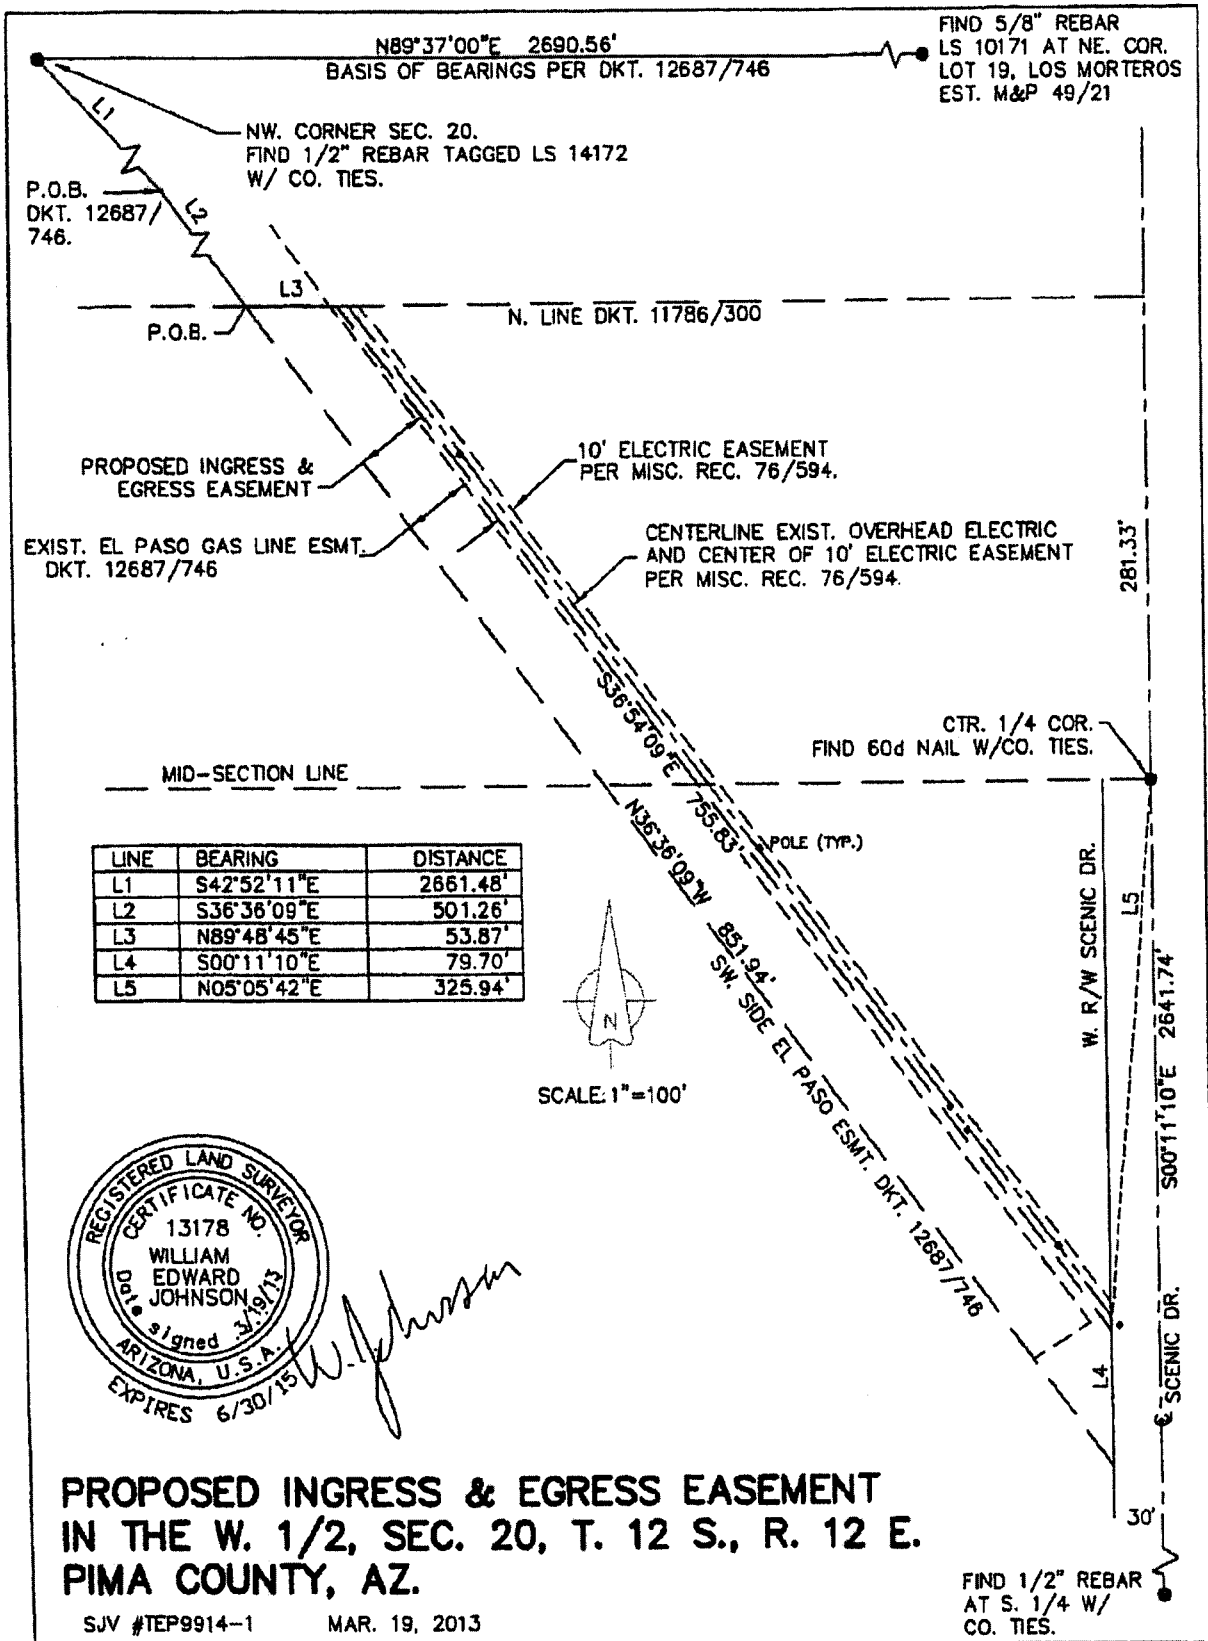 N89°37'00"E 2690.56'
BASIS OF BEARINGS PER DKT. 12687/746
FIND 5/8" REBAR
LS 10171 AT NE. COR.
LOT 19, LOS MORTEROS
EST. M&P 49/21
L1
NW. CORNER SEC. 20.
FIND 1/2" REBAR TAGGED LS 14172
W/ CO. TIES.
P.O.B.
DKT. 12687/
746.
L2
L3
P.O.B.
N. LINE DKT. 11786/300
PROPOSED INGRESS &
EGRESS EASEMENT
10' ELECTRIC EASEMENT
PER MISC. REC. 76/594.
EXIST. EL PASO GAS LINE ESMT.
DKT. 12687/746
CENTERLINE EXIST. OVERHEAD ELECTRIC
AND CENTER OF 10' ELECTRIC EASEMENT
PER MISC. REC. 76/594.
281.33'
S36°54'09"E 755.83'
CTR. 1/4 COR.
FIND 60d NAIL W/CO. TIES.
MID-SECTION LINE
N36°36'09"W 851.94'
SW. SIDE EL PASO ESMT. DKT. 12687/746
POLE (TYP.)
LINE BEARING DISTANCE
L1 S42°52'11"E 2661.48'
L2 S36°36'09"E 501.26'
L3 N89°48'45"E 53.87'
L4 S00°11'10"E 79.70'
L5 N05°05'42"E 325.94'
W. R/W SCENIC DR.
L5
S00°11'10"E 2641.74'
N
SCALE: 1"=100'
REGISTERED LAND SURVEYOR
CERTIFICATE NO.
13178
WILLIAM
EDWARD
JOHNSON
Date signed 3/19/13
ARIZONA, U.S.A.
EXPIRES 6/30/15
W. Johnson
L4
SCENIC DR.
30'
PROPOSED INGRESS & EGRESS EASEMENT
IN THE W. 1/2, SEC. 20, T. 12 S., R. 12 E.
PIMA COUNTY, AZ.
SJV #TEP9914-1 MAR. 19, 2013
FIND 1/2" REBAR
AT S. 1/4 W/
CO. TIES.